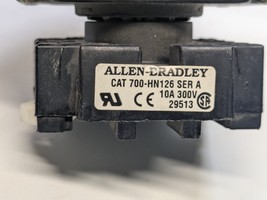 ALLEN-BRADLEY
CAT 700-HN126 SER A
10A 300V
29513